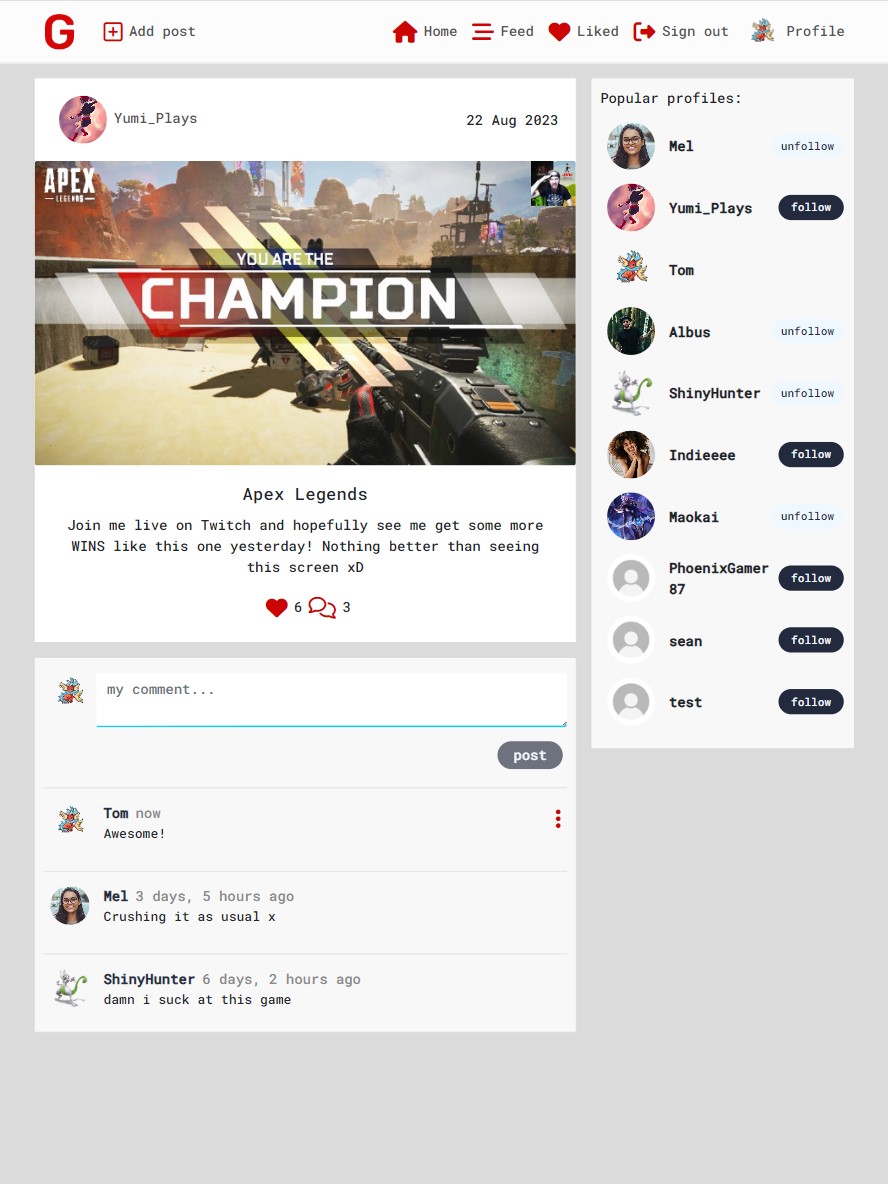 G Add post Home Feed Liked Sign out Profile
Yumi_Plays 22 Aug 2023
APEX
LEGENDS
YOU ARE THE
CHAMPION
Apex Legends
Join me live on Twitch and hopefully see me get some more
WINS like this one yesterday! Nothing better than seeing
this screen xD
6 3
my comment...
post
Tom now
Awesome!
Mel 3 days, 5 hours ago
Crushing it as usual x
ShinyHunter 6 days, 2 hours ago
damn i suck at this game
Popular profiles:
Mel unfollow
Yumi_Plays follow
Tom
Albus unfollow
ShinyHunter unfollow
Indieeee follow
Maokai unfollow
PhoenixGamer
87 follow
sean follow
test follow